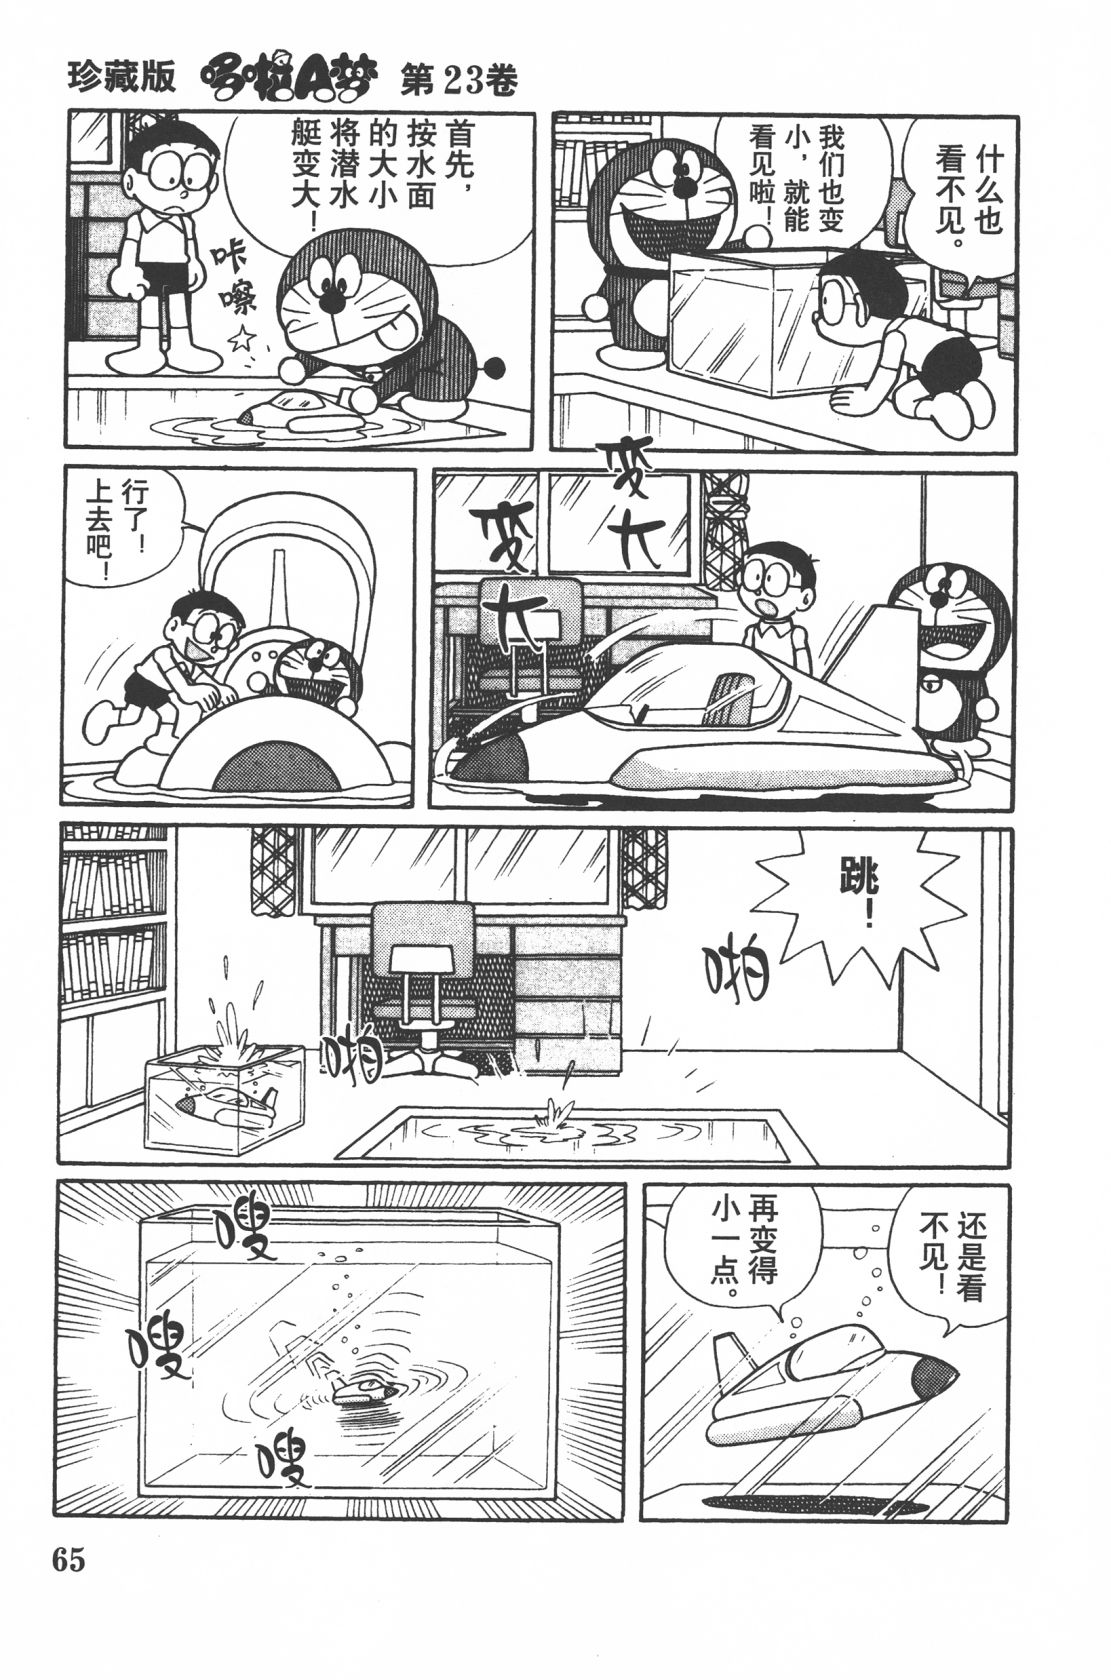 珍藏版 哆啦A梦 第23卷
什么也
看不见。
我们也变
小，就能
看见啦！
首先，
按水面
的大小
将潜水
艇变大！
咔
嚓
变大
变大
行了！
上去吧！
跳！
啪
啪
还是看
不见！
再变得
小一点。
嗖
嗖
嗖
65